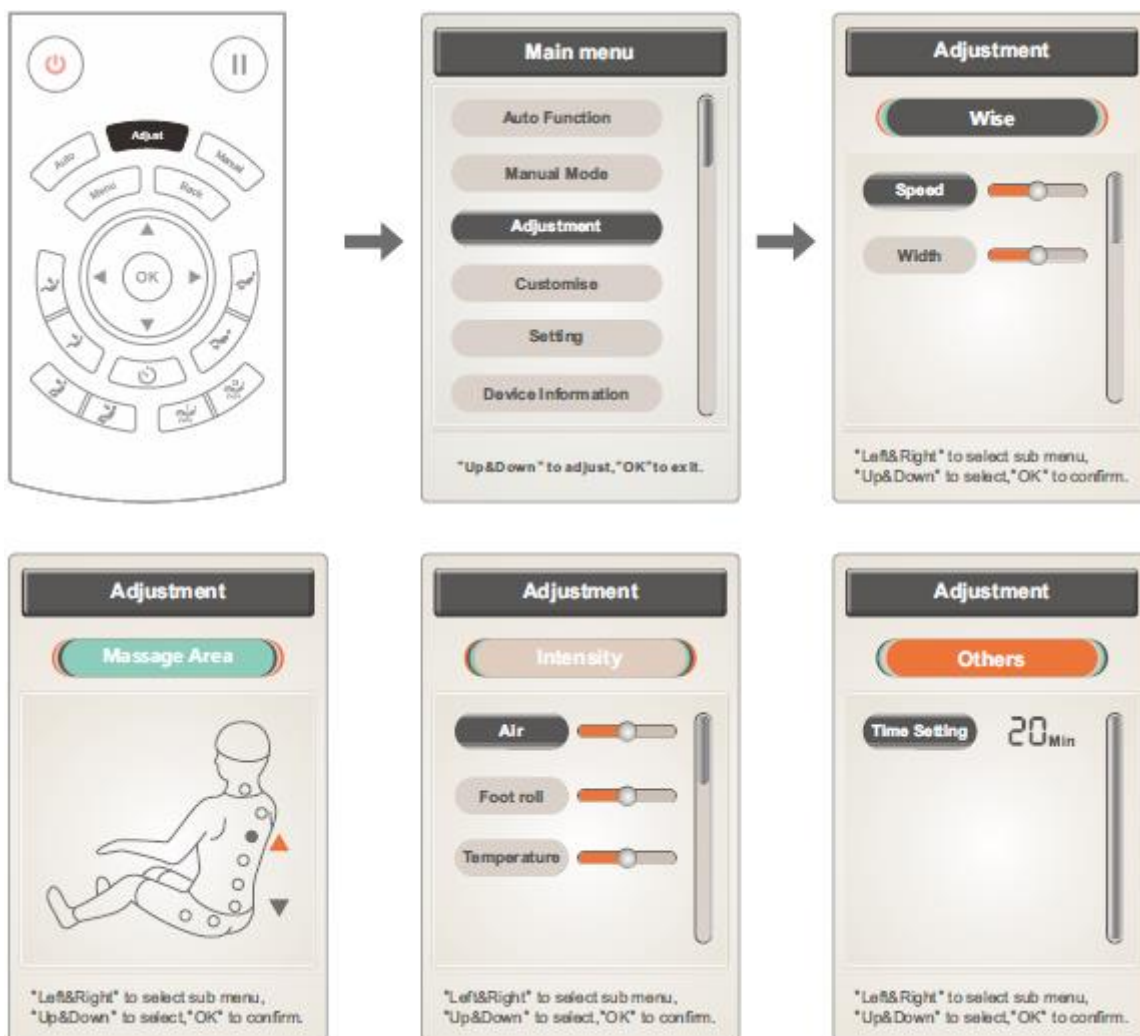 Adjust
Auto
Manual
Menu
Back
OK
Main menu
Auto Function
Manual Mode
Adjustment
Customise
Setting
Device Information
"Up&Down" to adjust,"OK"to exit.
Adjustment
Wise
Speed
Width
"Left&Right" to select sub menu,
"Up&Down" to select,"OK" to confirm.
Adjustment
Massage Area
"Left&Right" to select sub menu,
"Up&Down" to select,"OK" to confirm.
Adjustment
Intensity
Air
Foot roll
Temperature
"Left&Right" to select sub menu,
"Up&Down" to select,"OK" to confirm.
Adjustment
Others
Time Setting 20 Min
"Left&Right" to select sub menu,
"Up&Down" to select,"OK" to confirm.